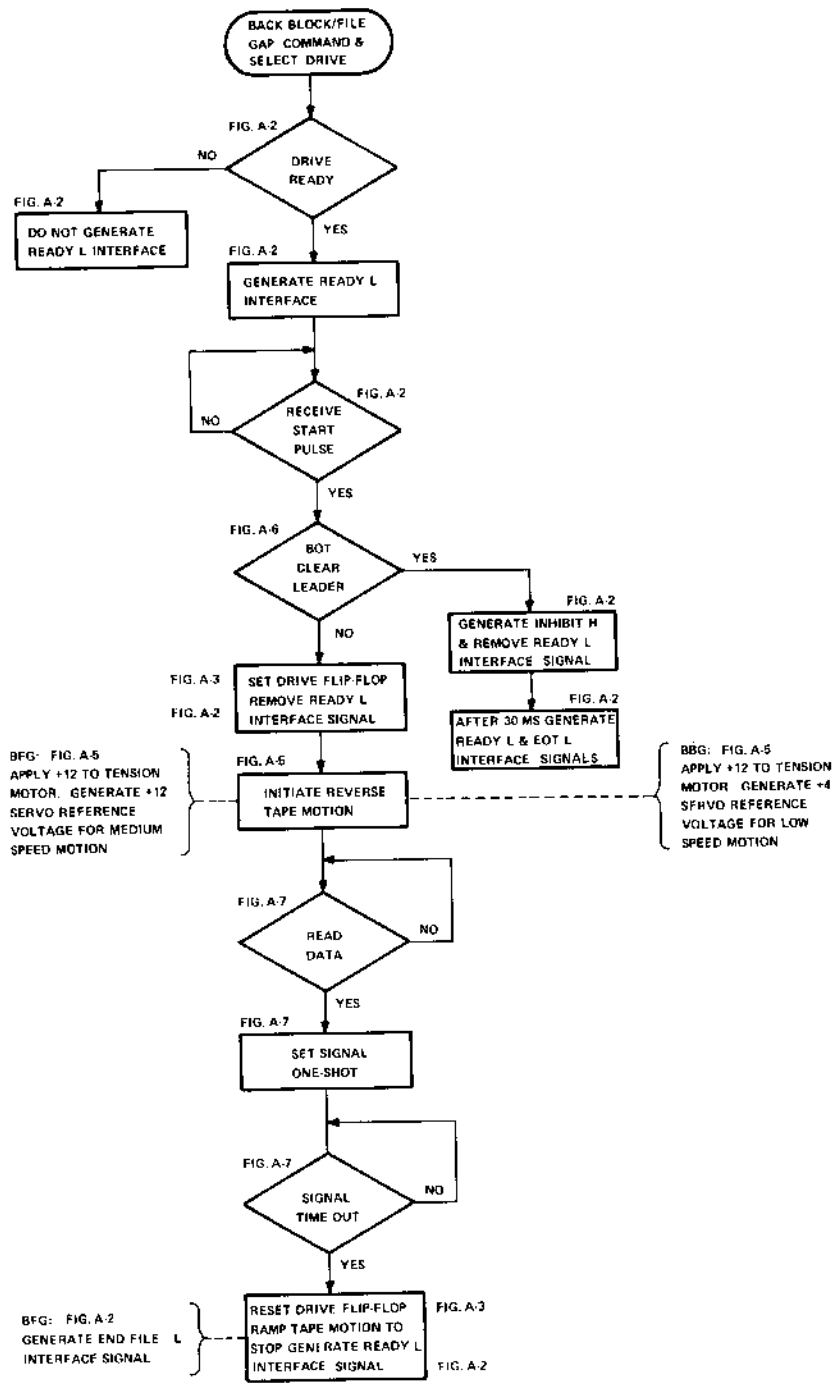 BACK BLOCK/FILE
GAP COMMAND &
SELECT DRIVE
FIG. A-2
DRIVE
READY
NO
YES
FIG. A-2
DO NOT GENERATE
READY L INTERFACE
FIG. A-2
GENERATE READY L
INTERFACE
FIG. A-2
RECEIVE
START
PULSE
NO
YES
FIG. A-6
BOT
CLEAR
LEADER
YES
NO
FIG. A-2
GENERATE INHIBIT H
& REMOVE READY L
INTERFACE SIGNAL
FIG. A-2
AFTER 30 MS GENERATE
READY L & EOT L
INTERFACE SIGNALS
FIG. A-3
FIG. A-2
SET DRIVE FLIP-FLOP
REMOVE READY L
INTERFACE SIGNAL
BFG: FIG. A-5
APPLY +12 TO TENSION
MOTOR. GENERATE +12
SERVO REFERENCE
VOLTAGE FOR MEDIUM
SPEED MOTION
FIG. A-5
INITIATE REVERSE
TAPE MOTION
BBG: FIG. A-5
APPLY +12 TO TENSION
MOTOR GENERATE +4
SERVO REFERENCE
VOLTAGE FOR LOW
SPEED MOTION
FIG. A-7
READ
DATA
NO
YES
FIG. A-7
SET SIGNAL
ONE-SHOT
FIG. A-7
SIGNAL
TIME OUT
NO
YES
BFG: FIG. A-2
GENERATE END FILE L
INTERFACE SIGNAL
RESET DRIVE FLIP-FLOP
RAMP TAPE MOTION TO
STOP GENERATE READY L
INTERFACE SIGNAL
FIG. A-3
FIG. A-2